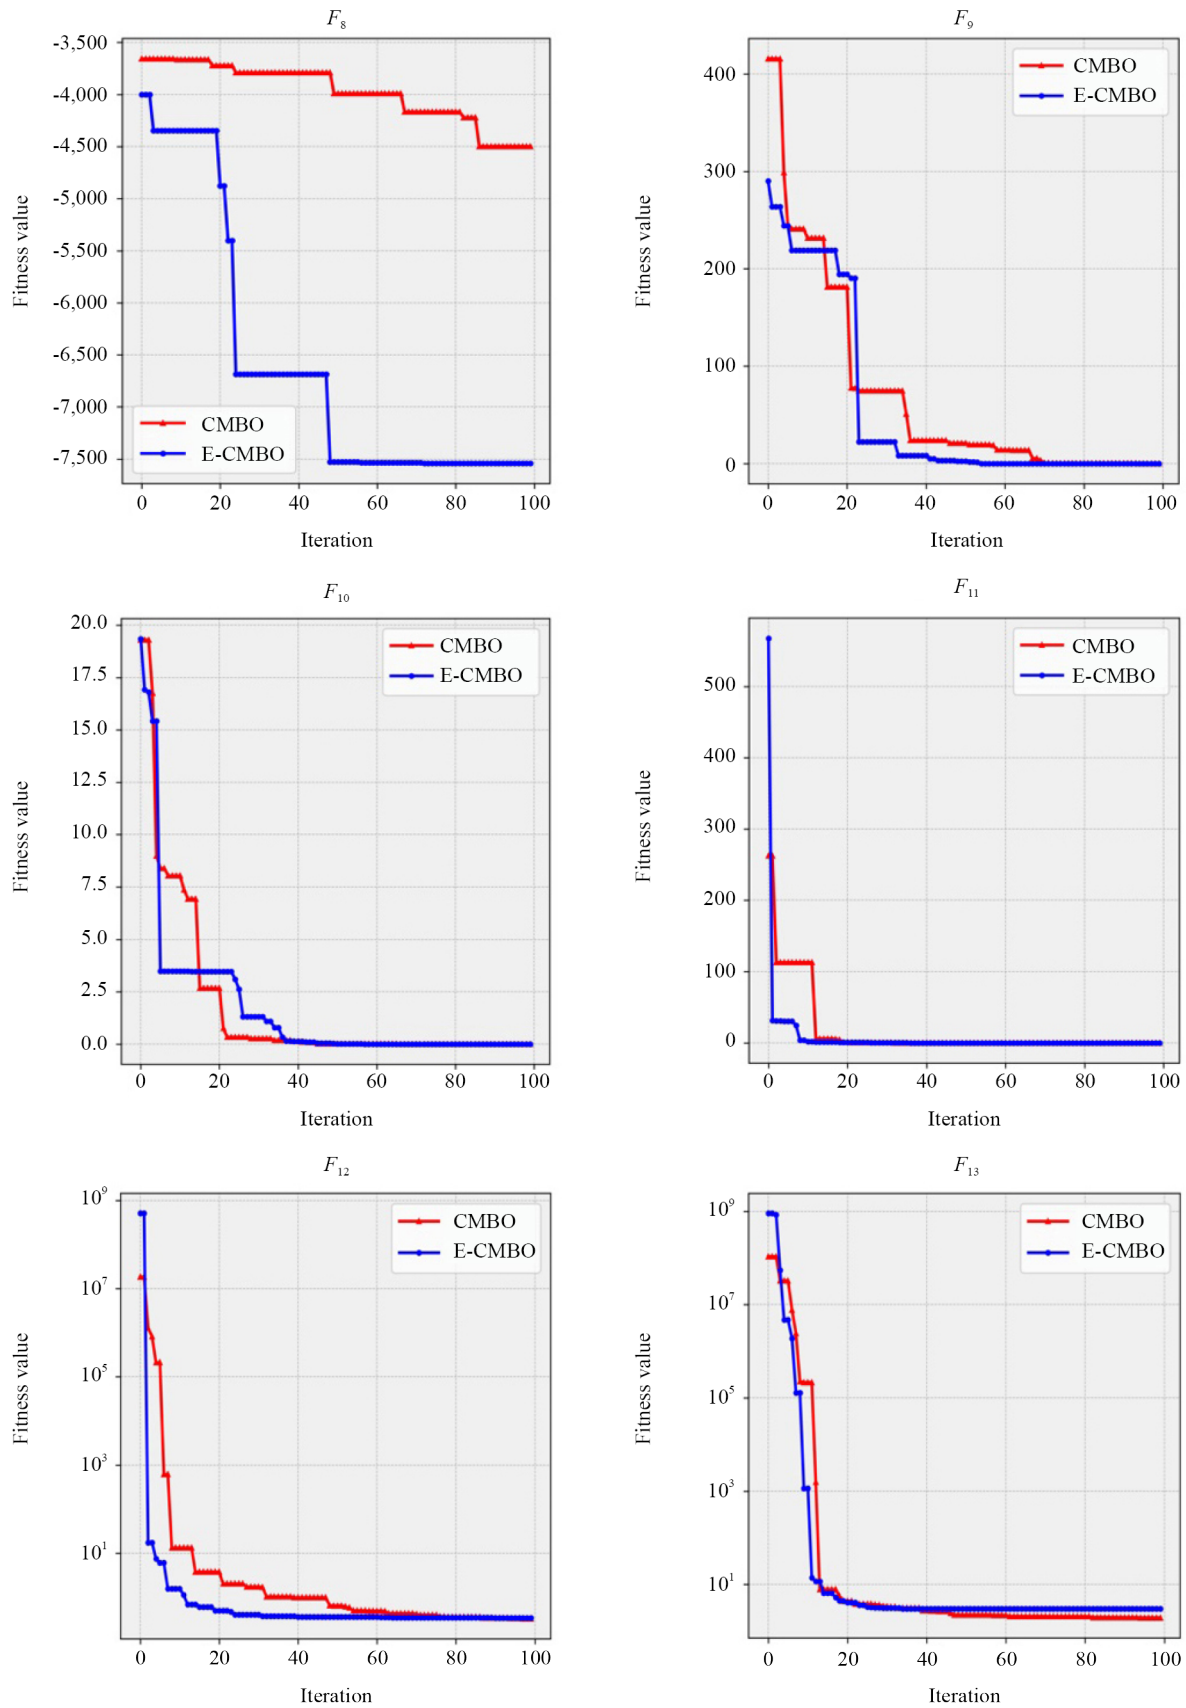 F8
-3,500
-4,000
-4,500
-5,000
-5,500
-6,000
-6,500
-7,000
-7,500
Fitness value
CMBO
E-CMBO
0 20 40 60 80 100
Iteration
F9
400
300
200
100
0
Fitness value
CMBO
E-CMBO
0 20 40 60 80 100
Iteration
F10
20.0
17.5
15.0
12.5
10.0
7.5
5.0
2.5
0.0
Fitness value
CMBO
E-CMBO
0 20 40 60 80 100
Iteration
F11
500
400
300
200
100
0
Fitness value
CMBO
E-CMBO
0 20 40 60 80 100
Iteration
F12
10^9
10^7
10^5
10^3
10^1
Fitness value
CMBO
E-CMBO
0 20 40 60 80 100
Iteration
F13
10^9
10^7
10^5
10^3
10^1
Fitness value
CMBO
E-CMBO
0 20 40 60 80 100
Iteration